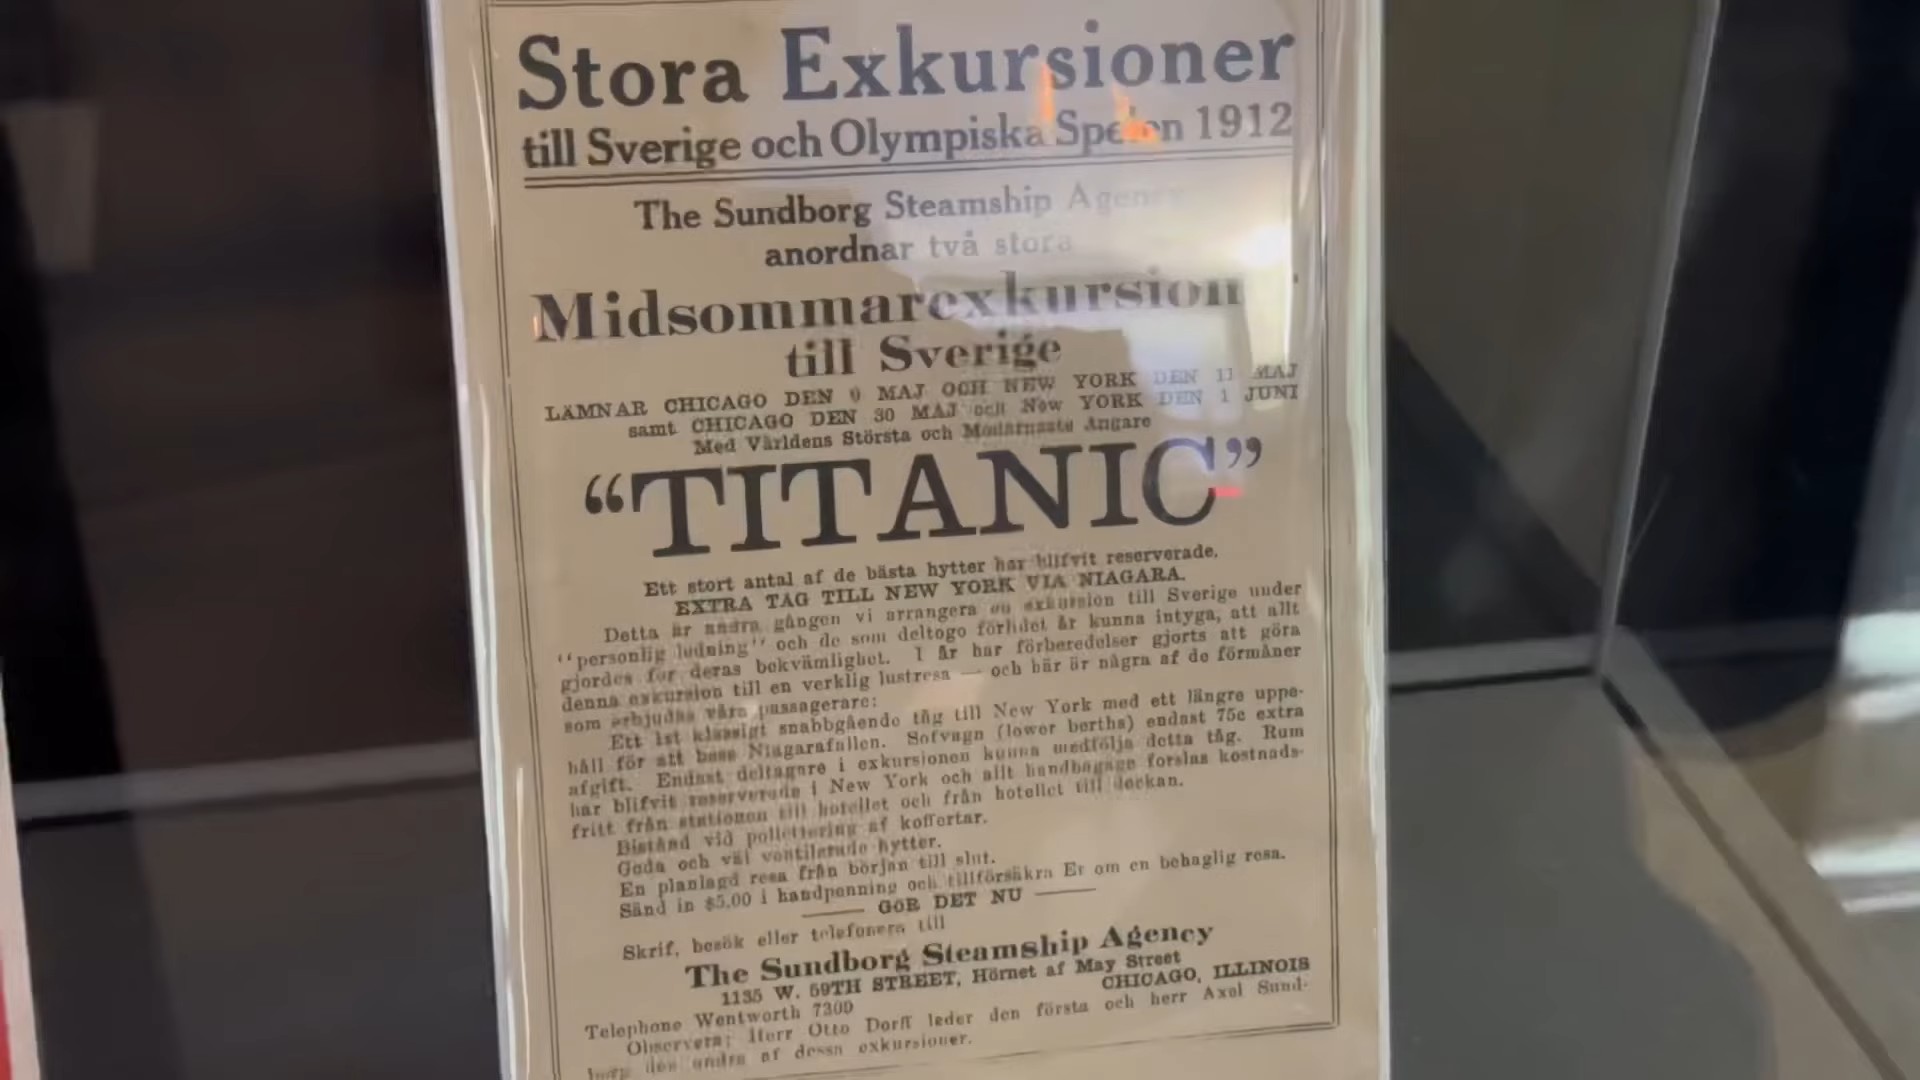 Stora Exkursioner
till Sverige och Olympiska Spelen 1912
The Sundborg Steamship Agency
anordnar två stora
Midsommarexkursion
till Sverige
LÄMNAR CHICAGO DEN 9 MAJ OCH NEW YORK DEN 11 MAJ
samt CHICAGO DEN 30 MAJ och New YORK DEN 1 JUNI
Med Världens Största och Modärnaste Ångare
“TITANIC”
Ett stort antal af de bästa hytter har blifvit reserverade.
EXTRA TÅG TILL NEW YORK VIA NIAGARA.
Detta är andra gången vi arrangera en exkursion till Sverige under
“personlig ledning” och de som deltogo förlidet år kunna intyga, att allt
gjordes för deras bekvämlighet. I år har förberedelser gjorts att göra
denna exkursion till en verklig lustresa — och här är några af de förmåner
som erbjudas våra passagerare:
Ett 1st klassigt snabbgående tåg till New York med ett längre uppe-
håll för att bese Niagarafallen. Sofvagn (lower berths) endast 75c extra
afgift. Endast deltagare i exkursionen kunna medfölja detta tåg. Rum
har blifvit reserverade i New York och allt handbagage forslas kostnads-
fritt från stationen till hotellet och från hotellet till dockan.
Bistånd vid pollettering af koffertar.
Goda och väl ventilerade hytter.
En planlagd resa från början till slut.
Sänd in $5.00 i handpenning och tillförsäkra Er om en behaglig resa.
GÖR DET NU
Skrif, besök eller telefonera till
The Sundborg Steamship Agency
1135 W. 59TH STREET, Hörnet af May Street
CHICAGO, ILLINOIS
Telephone Wentworth 7309
Observera: Herr Otto Dorff leder den första och herr Axel Sund-
borg den andra af dessa exkursioner.